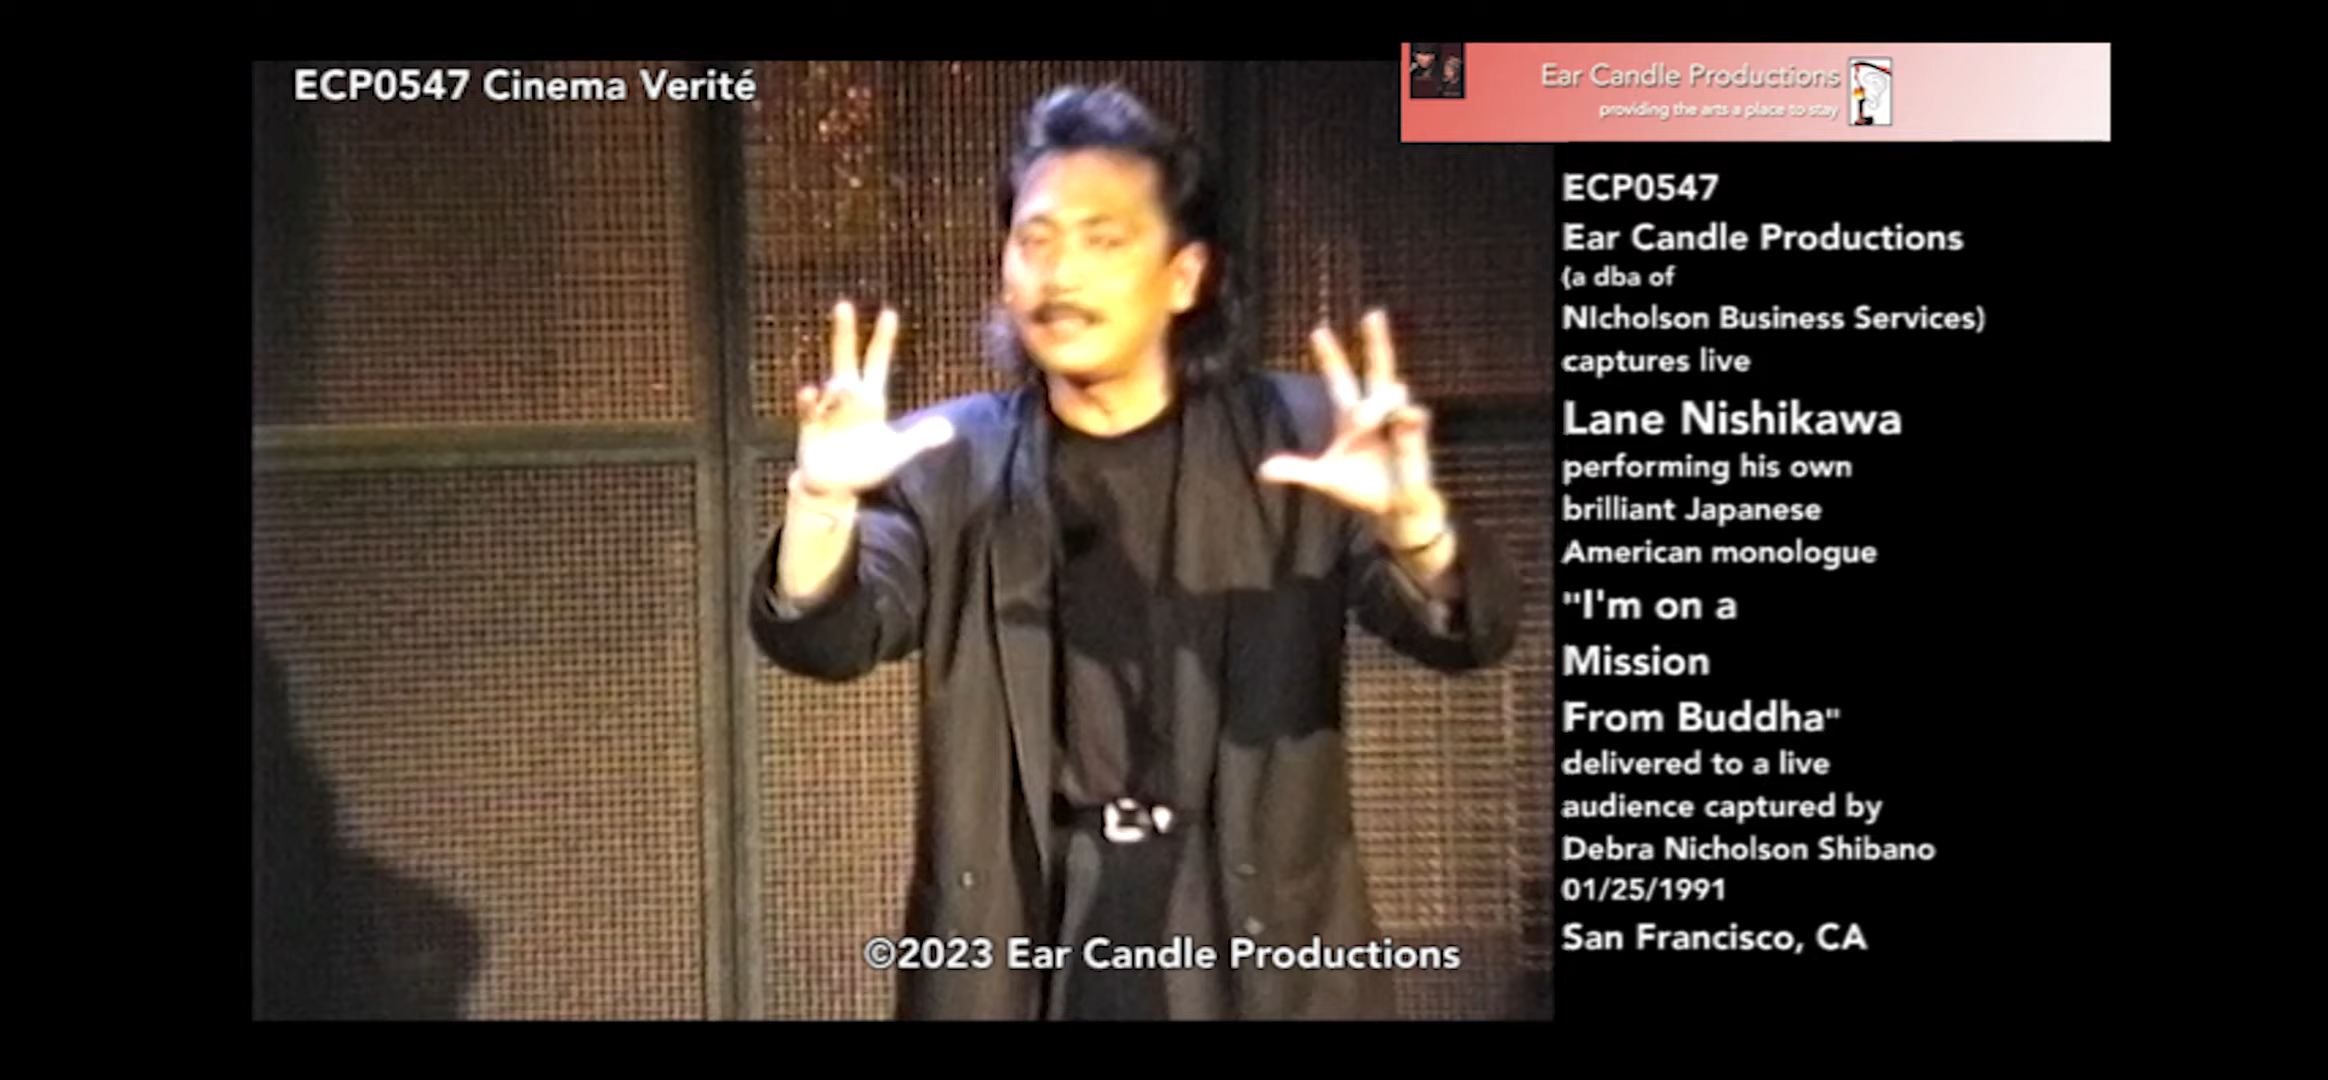 ECP0547 Cinema Verité
Ear Candle Productions
providing the arts a place to stay
ECP0547
Ear Candle Productions
(a dba of
NIcholson Business Services)
captures live
Lane Nishikawa
performing his own
brilliant Japanese
American monologue
"I'm on a
Mission
From Buddha"
delivered to a live
audience captured by
Debra Nicholson Shibano
01/25/1991
San Francisco, CA
©2023 Ear Candle Productions